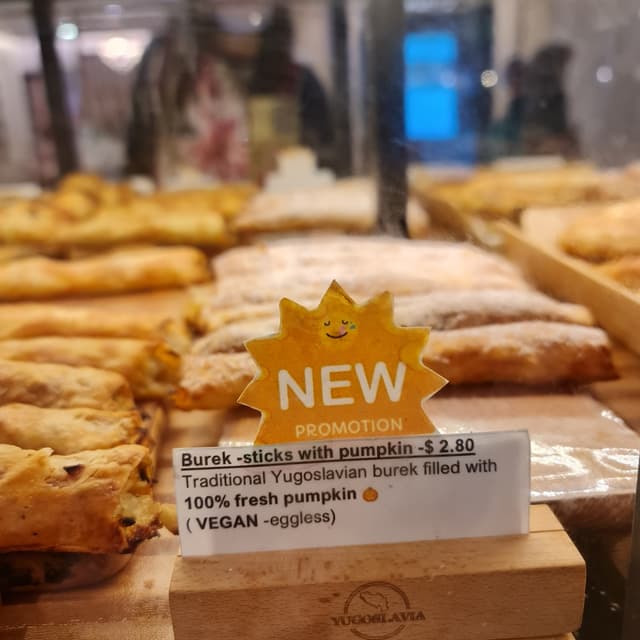 NEW
PROMOTION
Burek -sticks with pumpkin -$ 2.80
Traditional Yugoslavian burek filled with
100% fresh pumpkin 🎃
( VEGAN -eggless)
YUGOSLAVIA